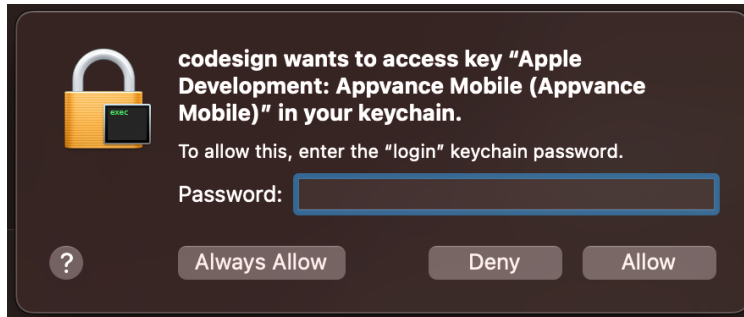 codesign wants to access key “Apple
Development: Appvance Mobile (Appvance
Mobile)” in your keychain.
exec
To allow this, enter the “login” keychain password.
Password:
?
Always Allow
Deny
Allow